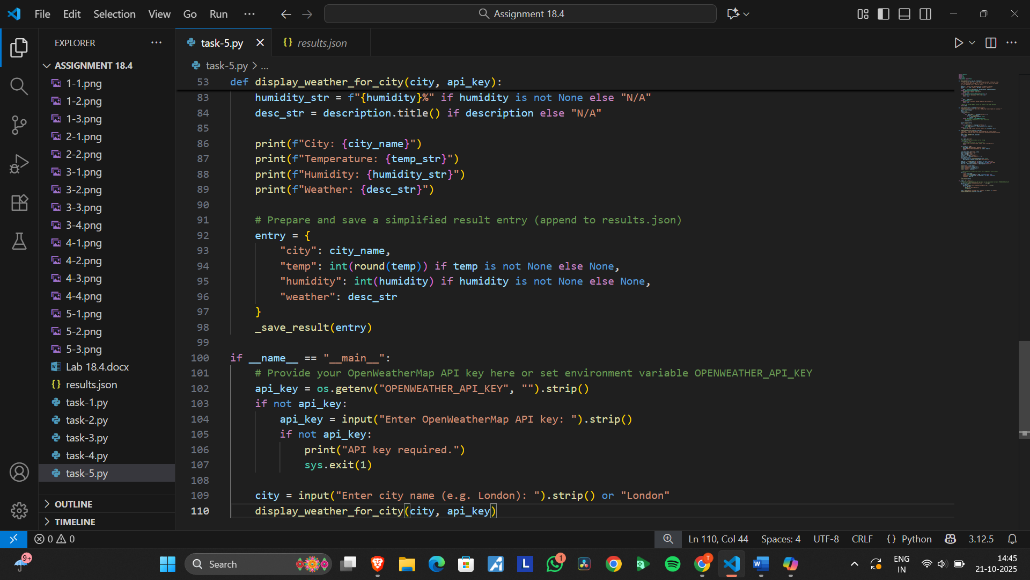 File Edit Selection View Go Run ··· Assignment 18.4
EXPLORER ···
ASSIGNMENT 18.4
1-1.png
1-2.png
1-3.png
2-1.png
2-2.png
3-1.png
3-2.png
3-3.png
3-4.png
4-1.png
4-2.png
4-3.png
4-4.png
5-1.png
5-2.png
5-3.png
Lab 18.4.docx
{} results.json
task-1.py
task-2.py
task-3.py
task-4.py
task-5.py
OUTLINE
TIMELINE
task-5.py {} results.json
task-5.py > ...
53 def display_weather_for_city(city, api_key):
83     humidity_str = f"{humidity}%" if humidity is not None else "N/A"
84     desc_str = description.title() if description else "N/A"
85
86     print(f"City: {city_name}")
87     print(f"Temperature: {temp_str}")
88     print(f"Humidity: {humidity_str}")
89     print(f"Weather: {desc_str}")
90
91     # Prepare and save a simplified result entry (append to results.json)
92     entry = {
93         "city": city_name,
94         "temp": int(round(temp)) if temp is not None else None,
95         "humidity": int(humidity) if humidity is not None else None,
96         "weather": desc_str
97     }
98     _save_result(entry)
99
100 if __name__ == "__main__":
101     # Provide your OpenWeatherMap API key here or set environment variable OPENWEATHER_API_KEY
102     api_key = os.getenv("OPENWEATHER_API_KEY", "").strip()
103     if not api_key:
104         api_key = input("Enter OpenWeatherMap API key: ").strip()
105         if not api_key:
106             print("API key required.")
107             sys.exit(1)
108
109     city = input("Enter city name (e.g. London): ").strip() or "London"
110     display_weather_for_city(city, api_key)
0 0 Ln 110, Col 44 Spaces: 4 UTF-8 CRLF {} Python 3.12.5
9+ Search L 1 1 W ENG IN 14:45 21-10-2025